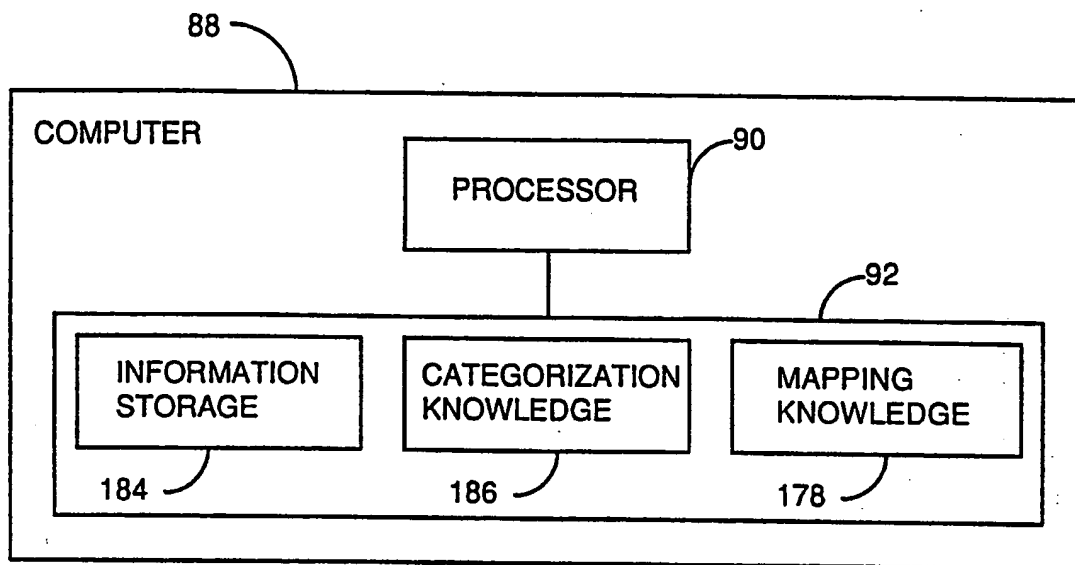 88
COMPUTER
90
PROCESSOR
92
INFORMATION
STORAGE
CATEGORIZATION
KNOWLEDGE
MAPPING
KNOWLEDGE
184
186
178